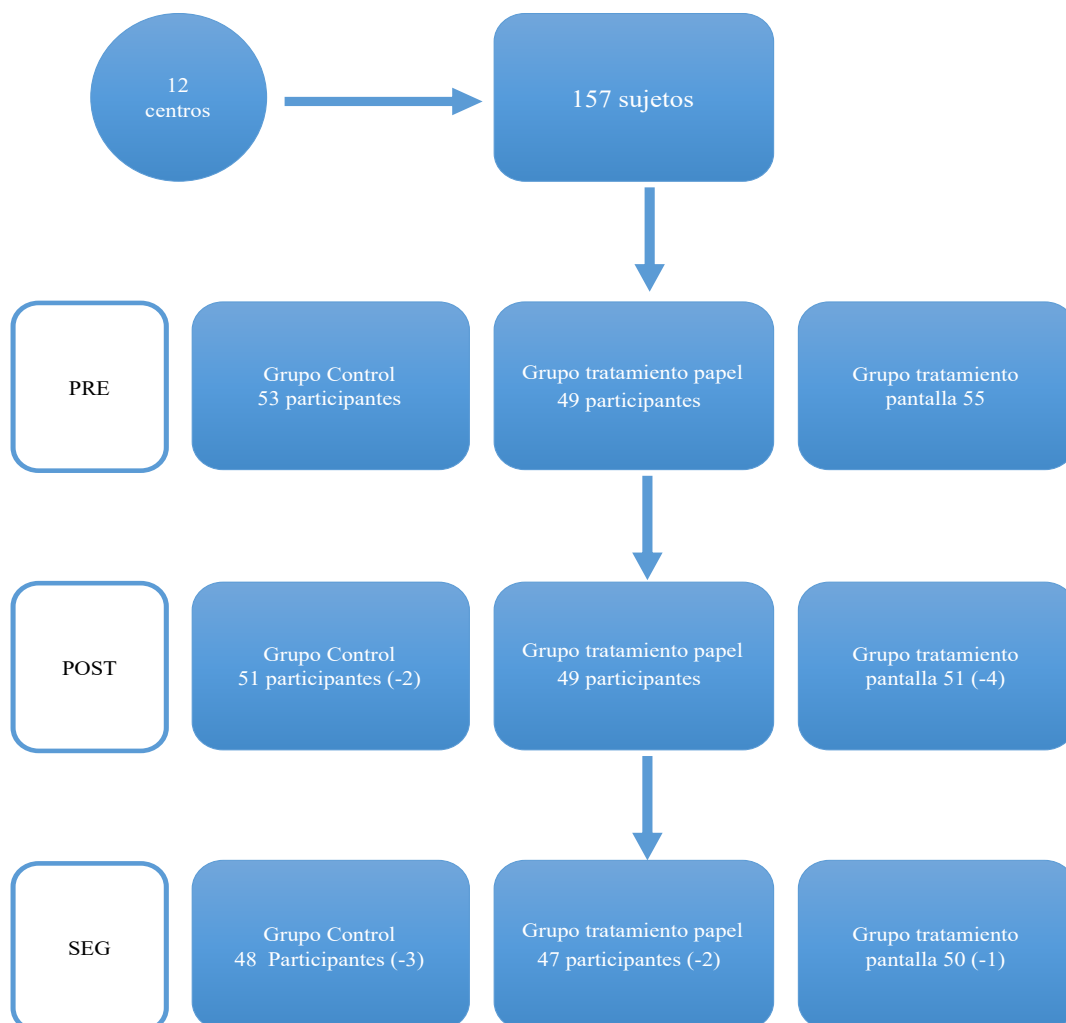 12
centros
157 sujetos
PRE
Grupo Control
53 participantes
Grupo tratamiento papel
49 participantes
Grupo tratamiento
pantalla 55
POST
Grupo Control
51 participantes (-2)
Grupo tratamiento papel
49 participantes
Grupo tratamiento
pantalla 51 (-4)
SEG
Grupo Control
48 Participantes (-3)
Grupo tratamiento papel
47 participantes (-2)
Grupo tratamiento
pantalla 50 (-1)